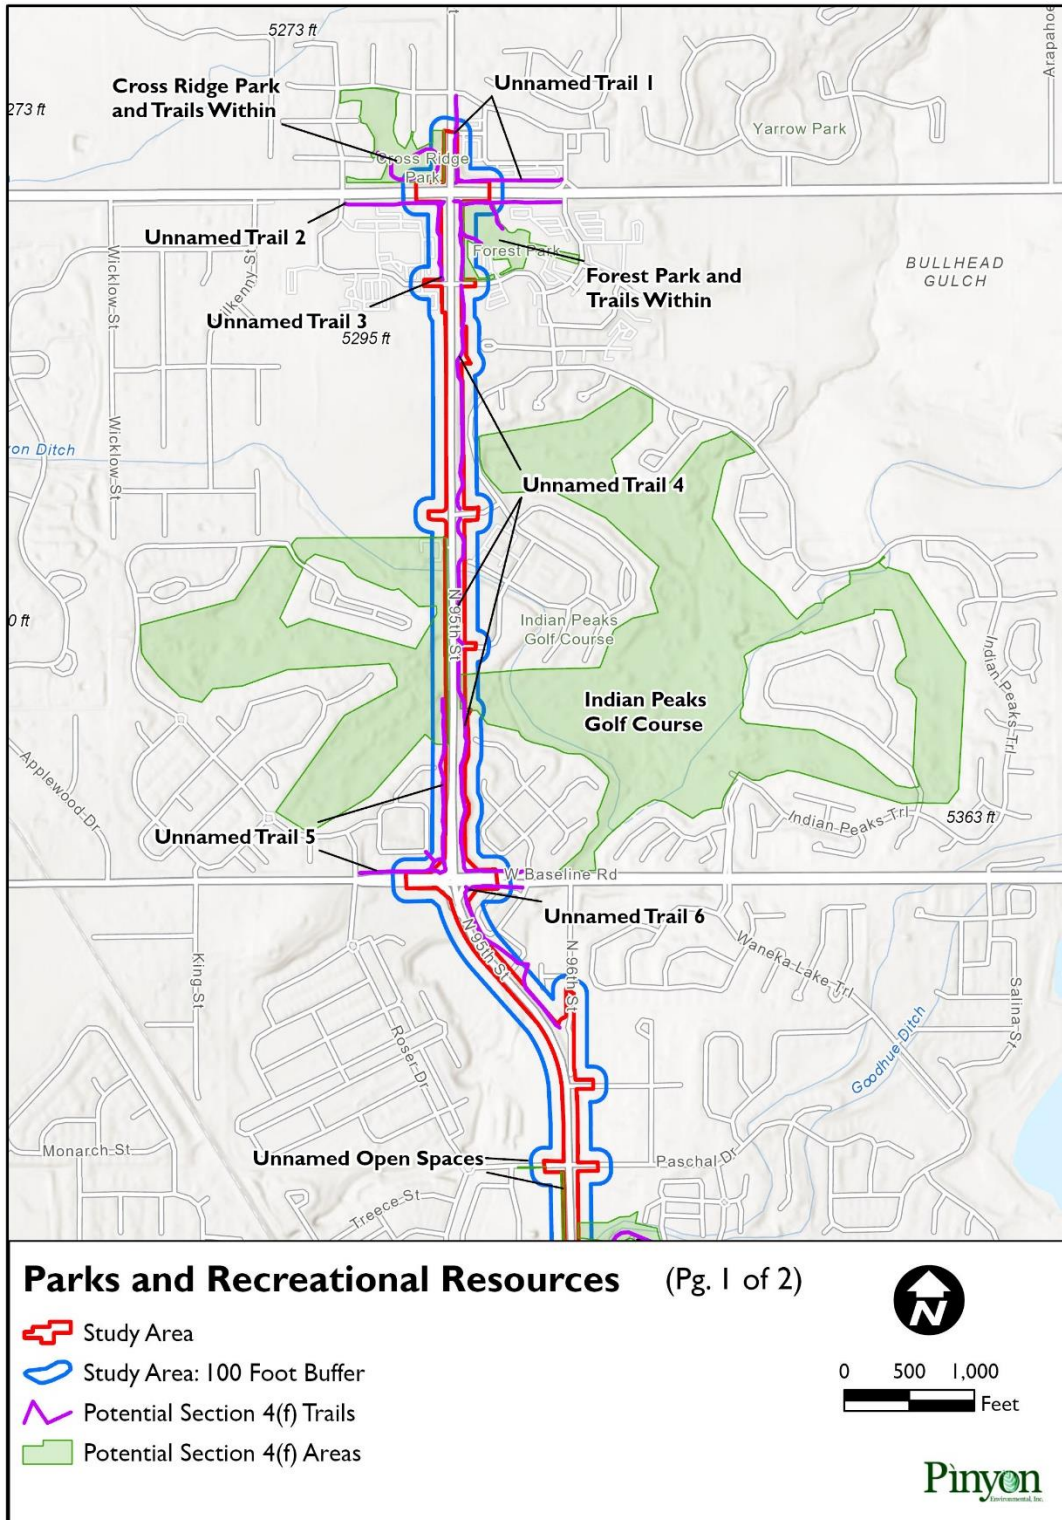 5273 ft
Arapahoe
Cross Ridge Park
and Trails Within
Unnamed Trail 1
273 ft
Yarrow Park
Cross Ridge
Park
Unnamed Trail 2
Wicklow St
Kilkenny St
Forest Park
Forest Park and
Trails Within
BULLHEAD
GULCH
Unnamed Trail 3
5295 ft
Wicklow St
ron Ditch
Unnamed Trail 4
N 95th St
0 ft
Indian Peaks
Golf Course
Indian Peaks Trl
Indian Peaks
Golf Course
Applewood Dr
Indian Peaks Trl
5363 ft
Unnamed Trail 5
W Baseline Rd
Unnamed Trail 6
N 95th St
N 96th St
Waneka Lake Trl
King St
Salina St
Roser Dr
Goodhue Ditch
Monarch St
Unnamed Open Spaces
Paschal Dr
Treece St
Parks and Recreational Resources (Pg. 1 of 2)
N
Study Area
Study Area: 100 Foot Buffer
Potential Section 4(f) Trails
Potential Section 4(f) Areas
0 500 1,000
Feet
Pinyon
Environmental, Inc.